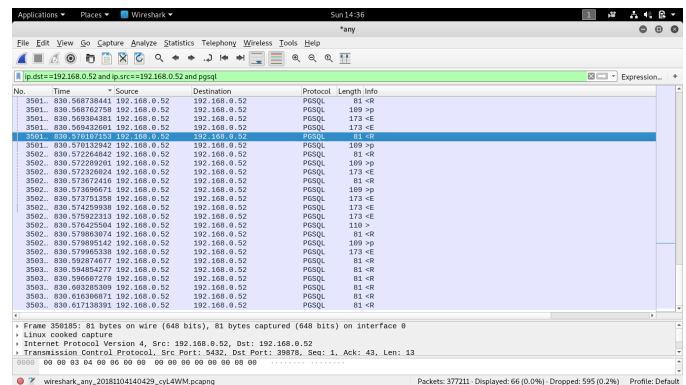 Applications ▾ Places ▾ Wireshark ▾ Sun 14:36 1
*any
File Edit View Go Capture Analyze Statistics Telephony Wireless Tools Help
ip.dst==192.168.0.52 and ip.src==192.168.0.52 and pgsql Expression... +
No. Time Source Destination Protocol Length Info
3501… 830.568738441 192.168.0.52 192.168.0.52 PGSQL 81 <R
3501… 830.568762758 192.168.0.52 192.168.0.52 PGSQL 109 >p
3501… 830.569304381 192.168.0.52 192.168.0.52 PGSQL 173 <E
3501… 830.569432601 192.168.0.52 192.168.0.52 PGSQL 173 <E
3501… 830.570107153 192.168.0.52 192.168.0.52 PGSQL 81 <R
3501… 830.570132942 192.168.0.52 192.168.0.52 PGSQL 109 >p
3502… 830.572264042 192.168.0.52 192.168.0.52 PGSQL 81 <R
3502… 830.572289201 192.168.0.52 192.168.0.52 PGSQL 109 >p
3502… 830.572326024 192.168.0.52 192.168.0.52 PGSQL 173 <E
3502… 830.573672416 192.168.0.52 192.168.0.52 PGSQL 81 <R
3502… 830.573696671 192.168.0.52 192.168.0.52 PGSQL 109 >p
3502… 830.573751358 192.168.0.52 192.168.0.52 PGSQL 173 <E
3502… 830.574259938 192.168.0.52 192.168.0.52 PGSQL 173 <E
3502… 830.575922313 192.168.0.52 192.168.0.52 PGSQL 173 <E
3502… 830.576425504 192.168.0.52 192.168.0.52 PGSQL 110 >
3502… 830.579863074 192.168.0.52 192.168.0.52 PGSQL 81 <R
3502… 830.579895142 192.168.0.52 192.168.0.52 PGSQL 109 >p
3502… 830.579965338 192.168.0.52 192.168.0.52 PGSQL 173 <E
3503… 830.592874677 192.168.0.52 192.168.0.52 PGSQL 81 <R
3503… 830.594854277 192.168.0.52 192.168.0.52 PGSQL 81 <R
3503… 830.596607270 192.168.0.52 192.168.0.52 PGSQL 81 <R
3503… 830.603285309 192.168.0.52 192.168.0.52 PGSQL 81 <R
3503… 830.616306871 192.168.0.52 192.168.0.52 PGSQL 81 <R
3503… 830.617138391 192.168.0.52 192.168.0.52 PGSQL 81 <R
Frame 350185: 81 bytes on wire (648 bits), 81 bytes captured (648 bits) on interface 0
Linux cooked capture
Internet Protocol Version 4, Src: 192.168.0.52, Dst: 192.168.0.52
Transmission Control Protocol, Src Port: 5432, Dst Port: 39878, Seq: 1, Ack: 43, Len: 13
0000 00 00 03 04 00 06 00 00 00 00 00 00 00 00 08 00 ········ ········
wireshark_any_20181104140429_cyL4WM.pcapng Packets: 377211 · Displayed: 66 (0.0%) · Dropped: 595 (0.2%) Profile: Default